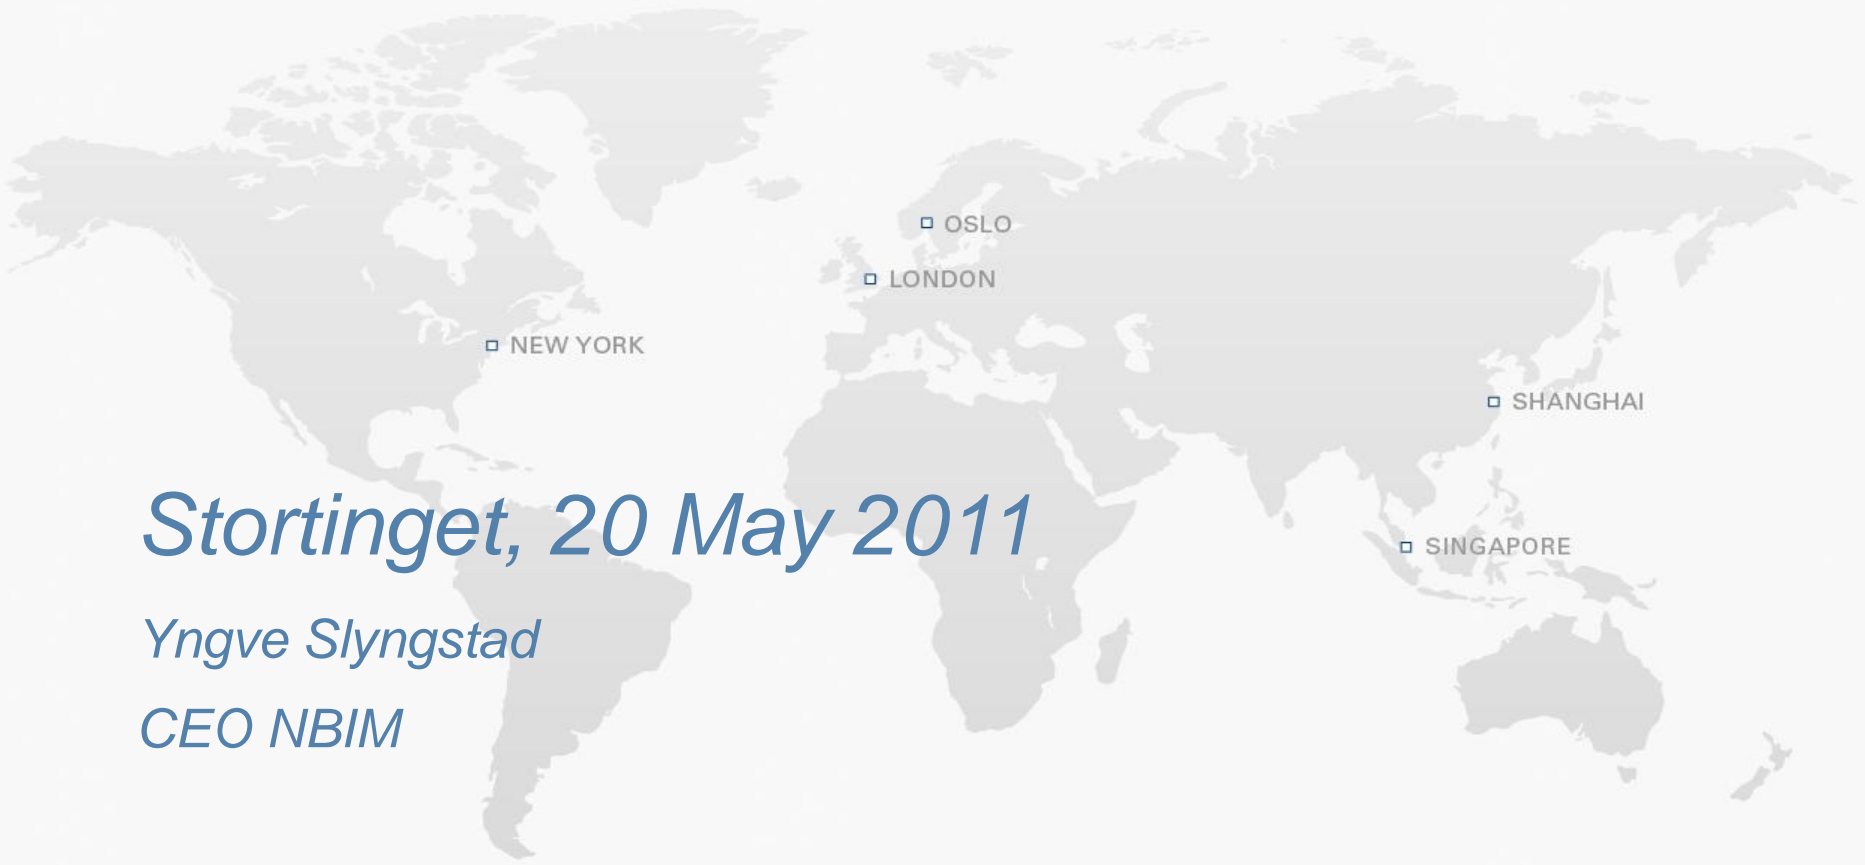 OSLO
LONDON
NEW YORK
SHANGHAI
Stortinget, 20 May 2011
SINGAPORE
Yngve Slyngstad
CEO NBIM